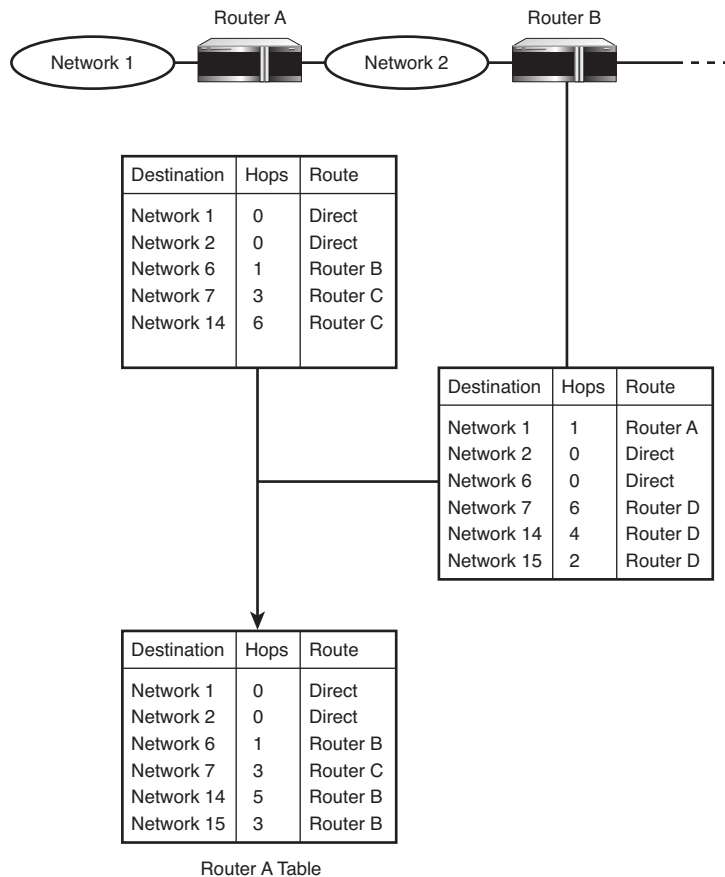 Router A
Router B
Network 1
Network 2
Destination Hops Route
Network 1 0 Direct
Network 2 0 Direct
Network 6 1 Router B
Network 7 3 Router C
Network 14 6 Router C
Destination Hops Route
Network 1 1 Router A
Network 2 0 Direct
Network 6 0 Direct
Network 7 6 Router D
Network 14 4 Router D
Network 15 2 Router D
Destination Hops Route
Network 1 0 Direct
Network 2 0 Direct
Network 6 1 Router B
Network 7 3 Router C
Network 14 5 Router B
Network 15 3 Router B
Router A Table